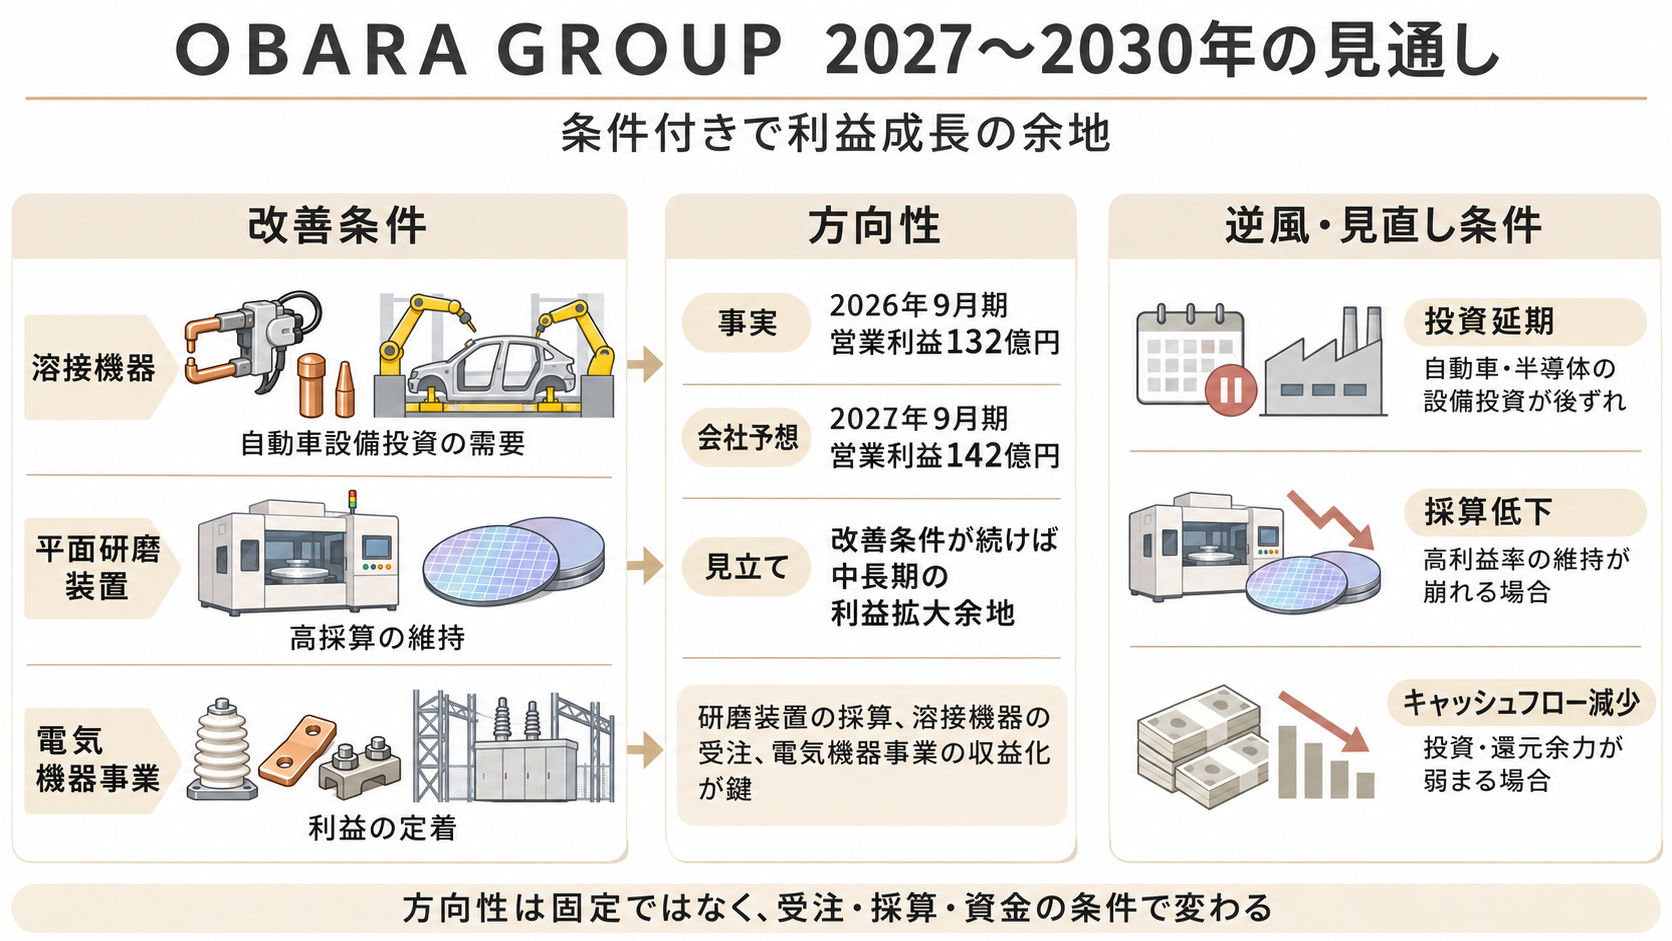 OBARA GROUP 2027～2030年の見通し
条件付きで利益成長の余地
改善条件
溶接機器
自動車設備投資の需要
平面研磨
装置
高採算の維持
電気
機器事業
利益の定着
方向性
事実
2026年9月期
営業利益132億円
会社予想
2027年9月期
営業利益142億円
見立て
改善条件が続けば
中長期の
利益拡大余地
研磨装置の採算、溶接機器の
受注、電気機器事業の収益化
が鍵
逆風・見直し条件
投資延期
自動車・半導体の
設備投資が後ずれ
採算低下
高利益率の維持が
崩れる場合
キャッシュフロー減少
投資・還元余力が
弱まる場合
方向性は固定ではなく、受注・採算・資金の条件で変わる